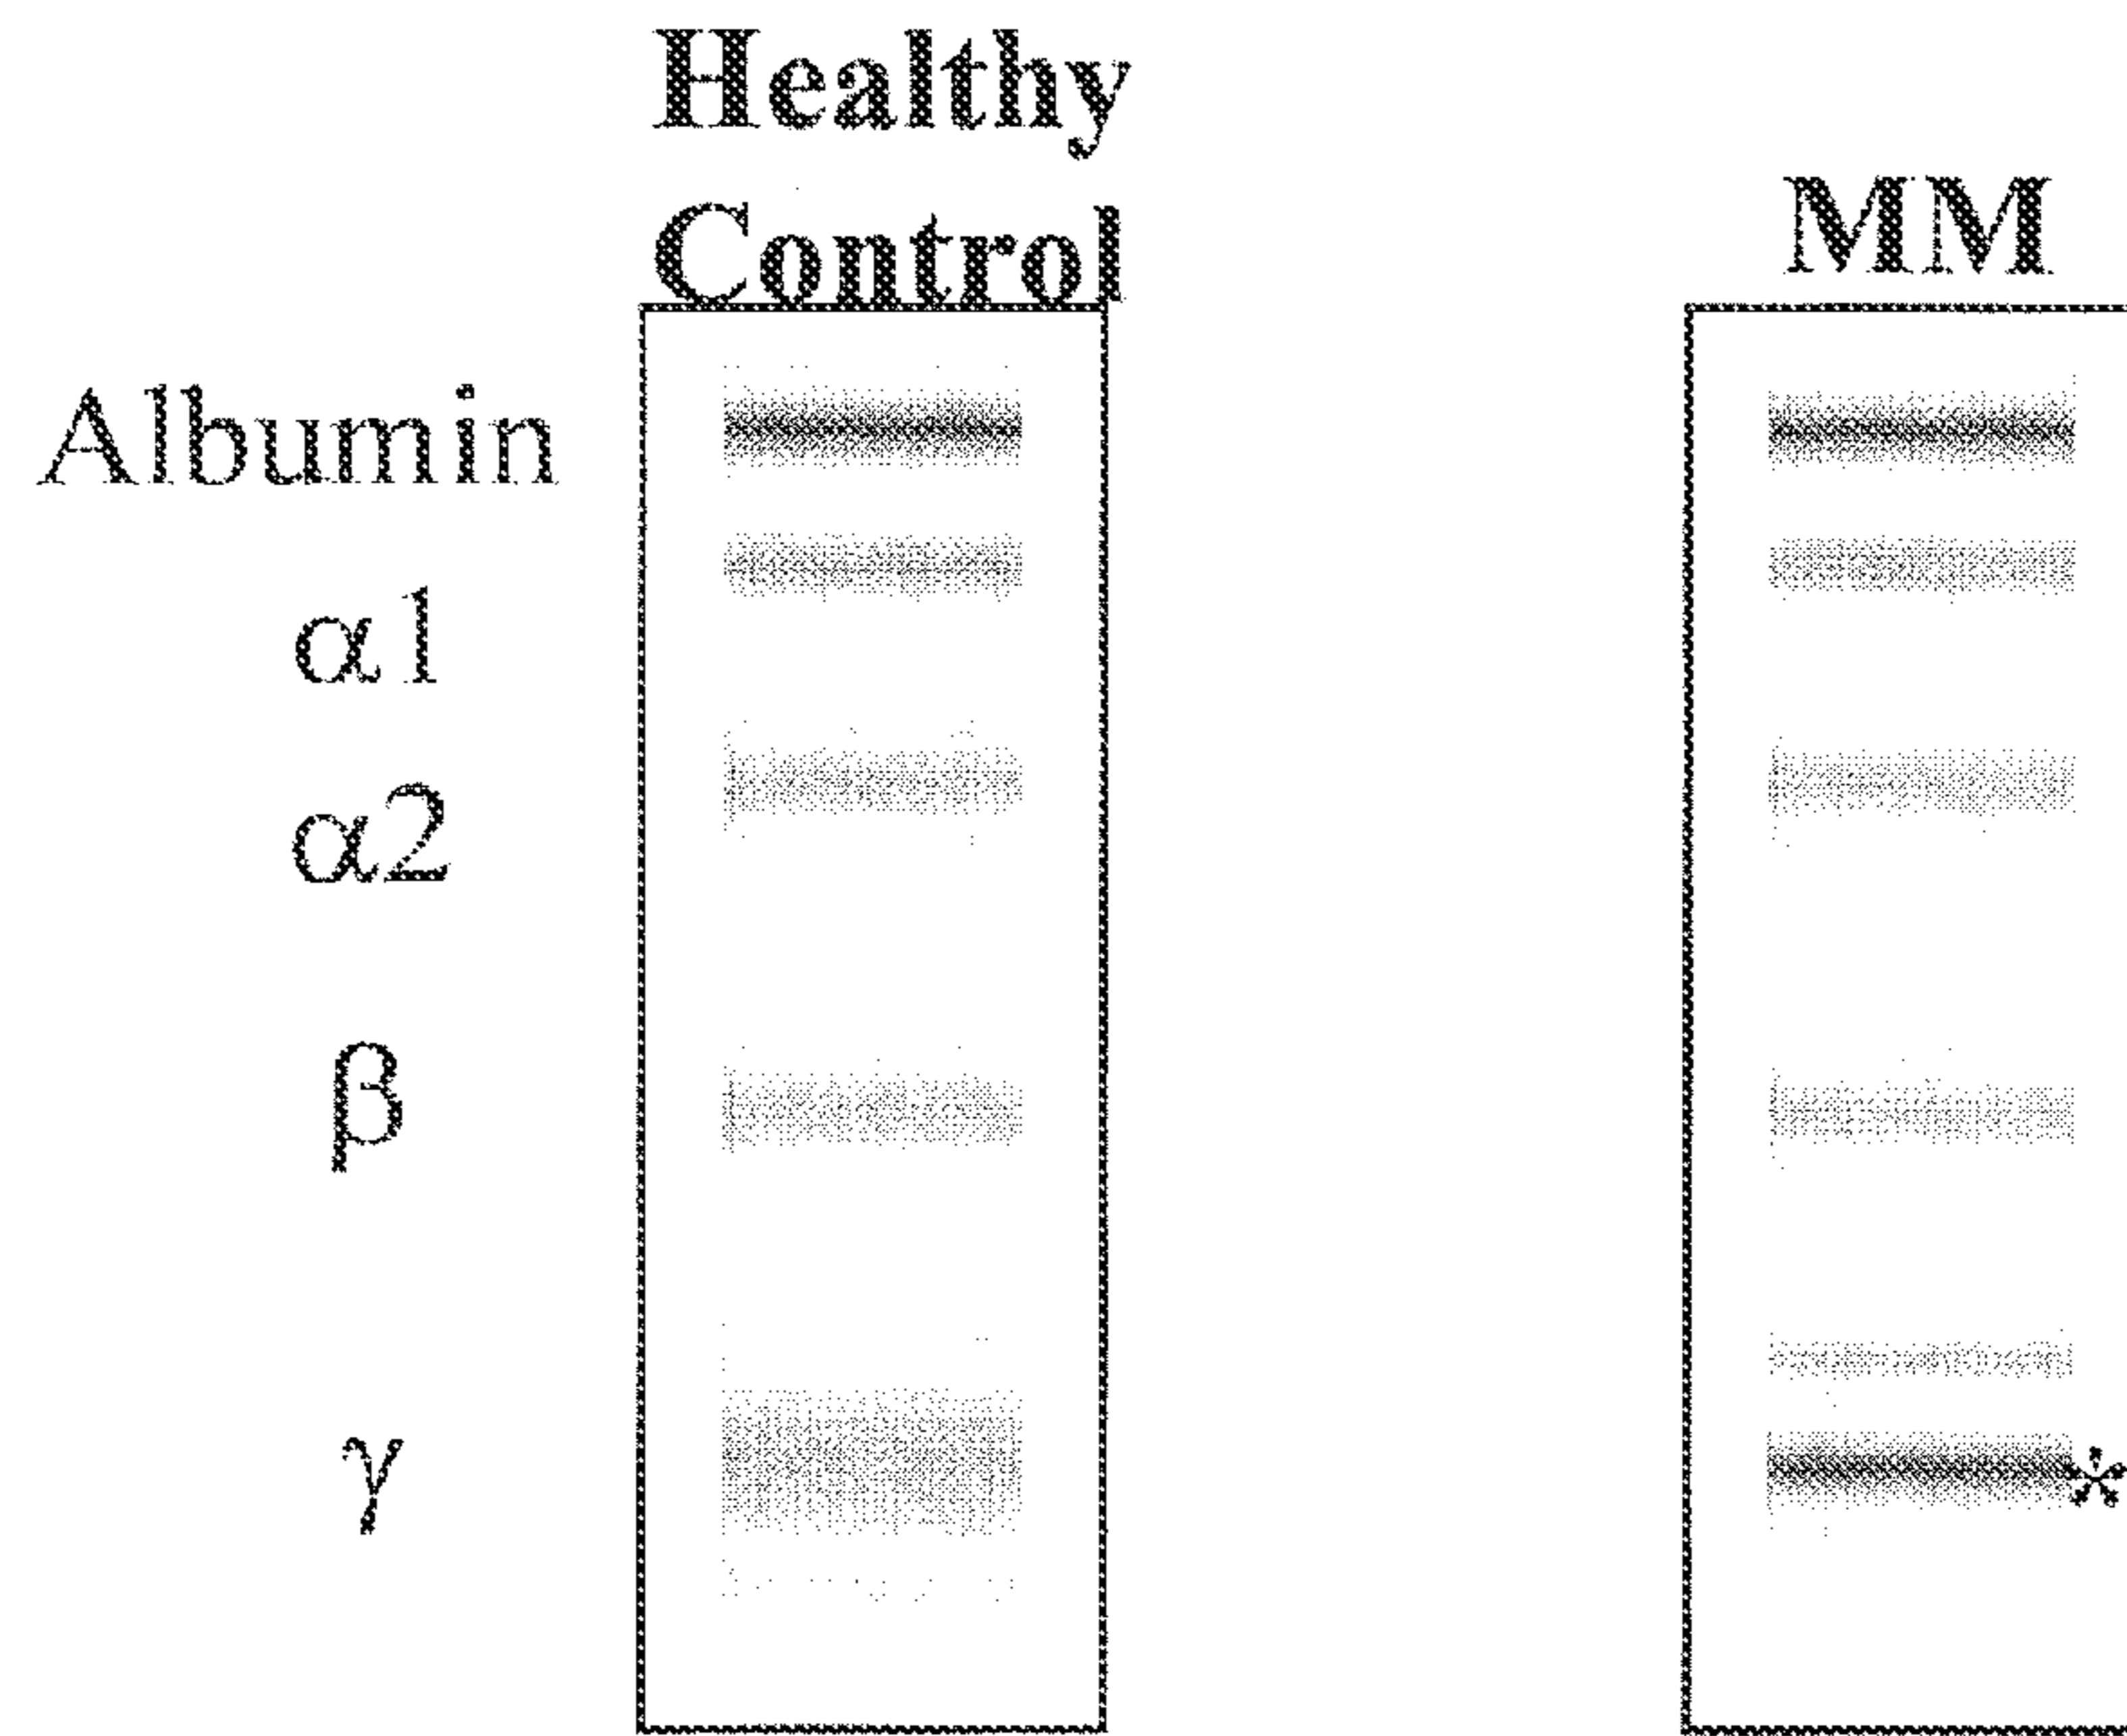 Healthy
Control
MM
Albumin
α1
α2
β
γ
*